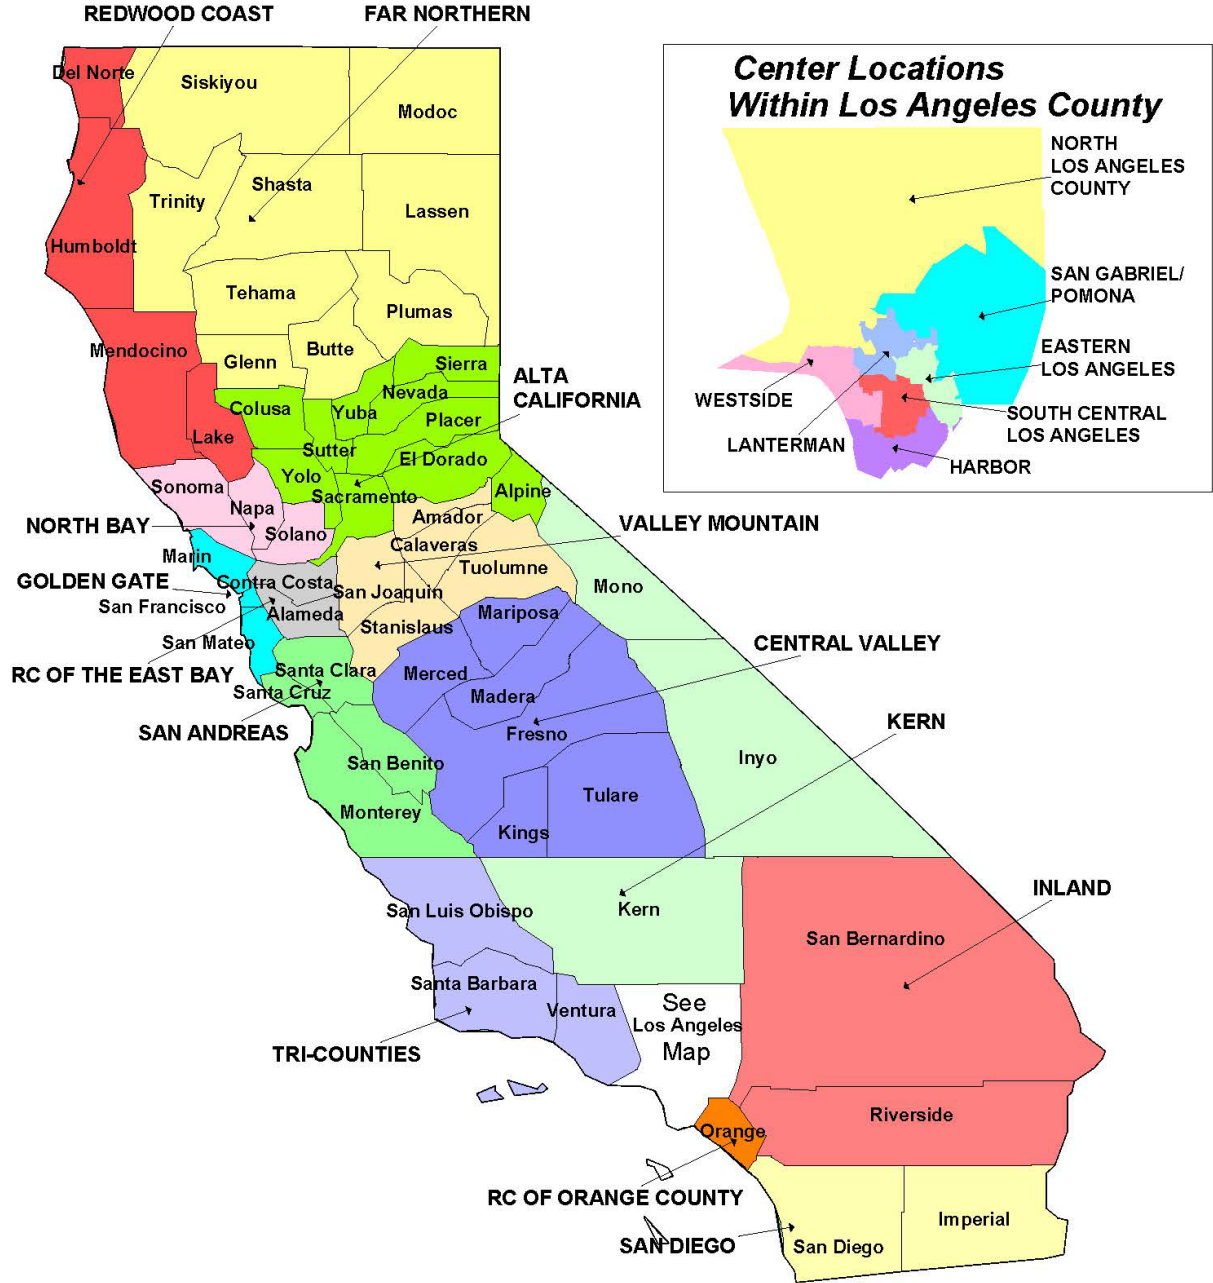 REDWOOD COAST
FAR NORTHERN
Del Norte
Siskiyou
Modoc
Trinity
Shasta
Lassen
Humboldt
Tehama
Plumas
Mendocino
Glenn
Butte
Sierra
Nevada
Colusa
Yuba
Placer
ALTA
CALIFORNIA
Lake
Sutter
El Dorado
Yolo
Sacramento
Alpine
Sonoma
Napa
Solano
Amador
NORTH BAY
VALLEY MOUNTAIN
Calaveras
Marin
Tuolumne
Mono
GOLDEN GATE
Contra Costa
San Joaquin
San Francisco
Alameda
Mariposa
Stanislaus
San Mateo
CENTRAL VALLEY
RC OF THE EAST BAY
Santa Clara
Merced
Santa Cruz
Madera
SAN ANDREAS
Fresno
KERN
San Benito
Inyo
Monterey
Tulare
Kings
INLAND
San Luis Obispo
Kern
San Bernardino
Santa Barbara
Ventura
See
Los Angeles
Map
TRI-COUNTIES
Riverside
Orange
RC OF ORANGE COUNTY
SAN DIEGO
San Diego
Imperial
Center Locations
Within Los Angeles County
NORTH
LOS ANGELES
COUNTY
SAN GABRIEL/
POMONA
EASTERN
LOS ANGELES
WESTSIDE
SOUTH CENTRAL
LOS ANGELES
LANTERMAN
HARBOR